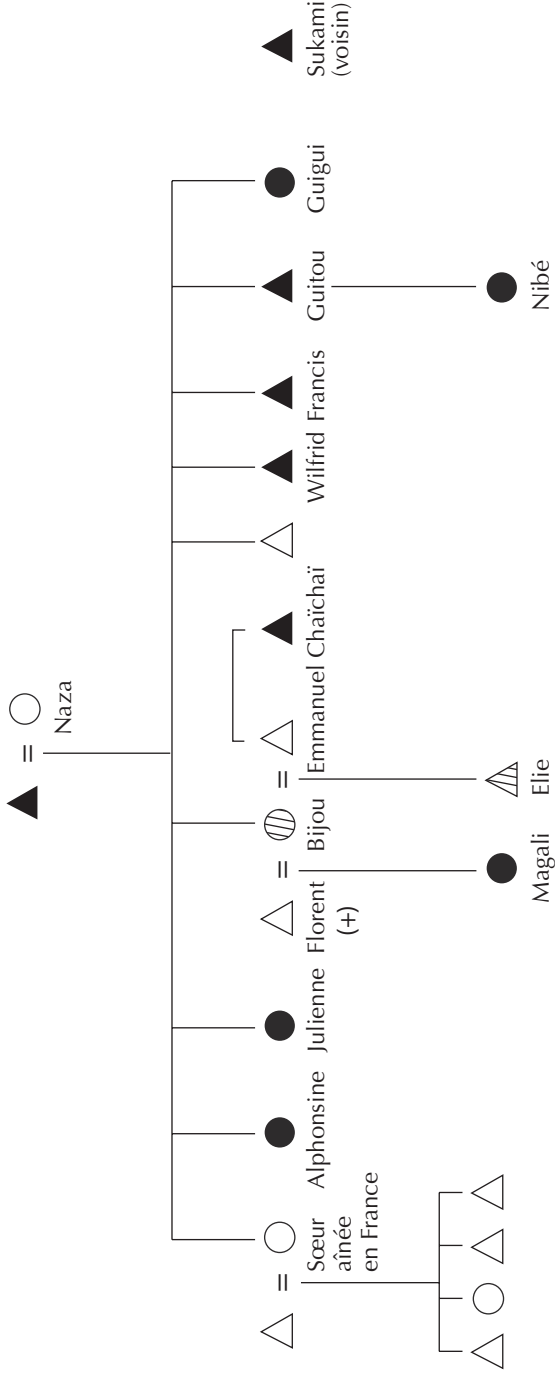 Naza
Sœur
aînée
en France
Alphonsine
Julienne
Florent
(+)
Bijou
Emmanuel
Chaïchaï
Wilfrid
Francis
Guitou
Guigui
Sukami
(voisin)
Magali
Elie
Nibé